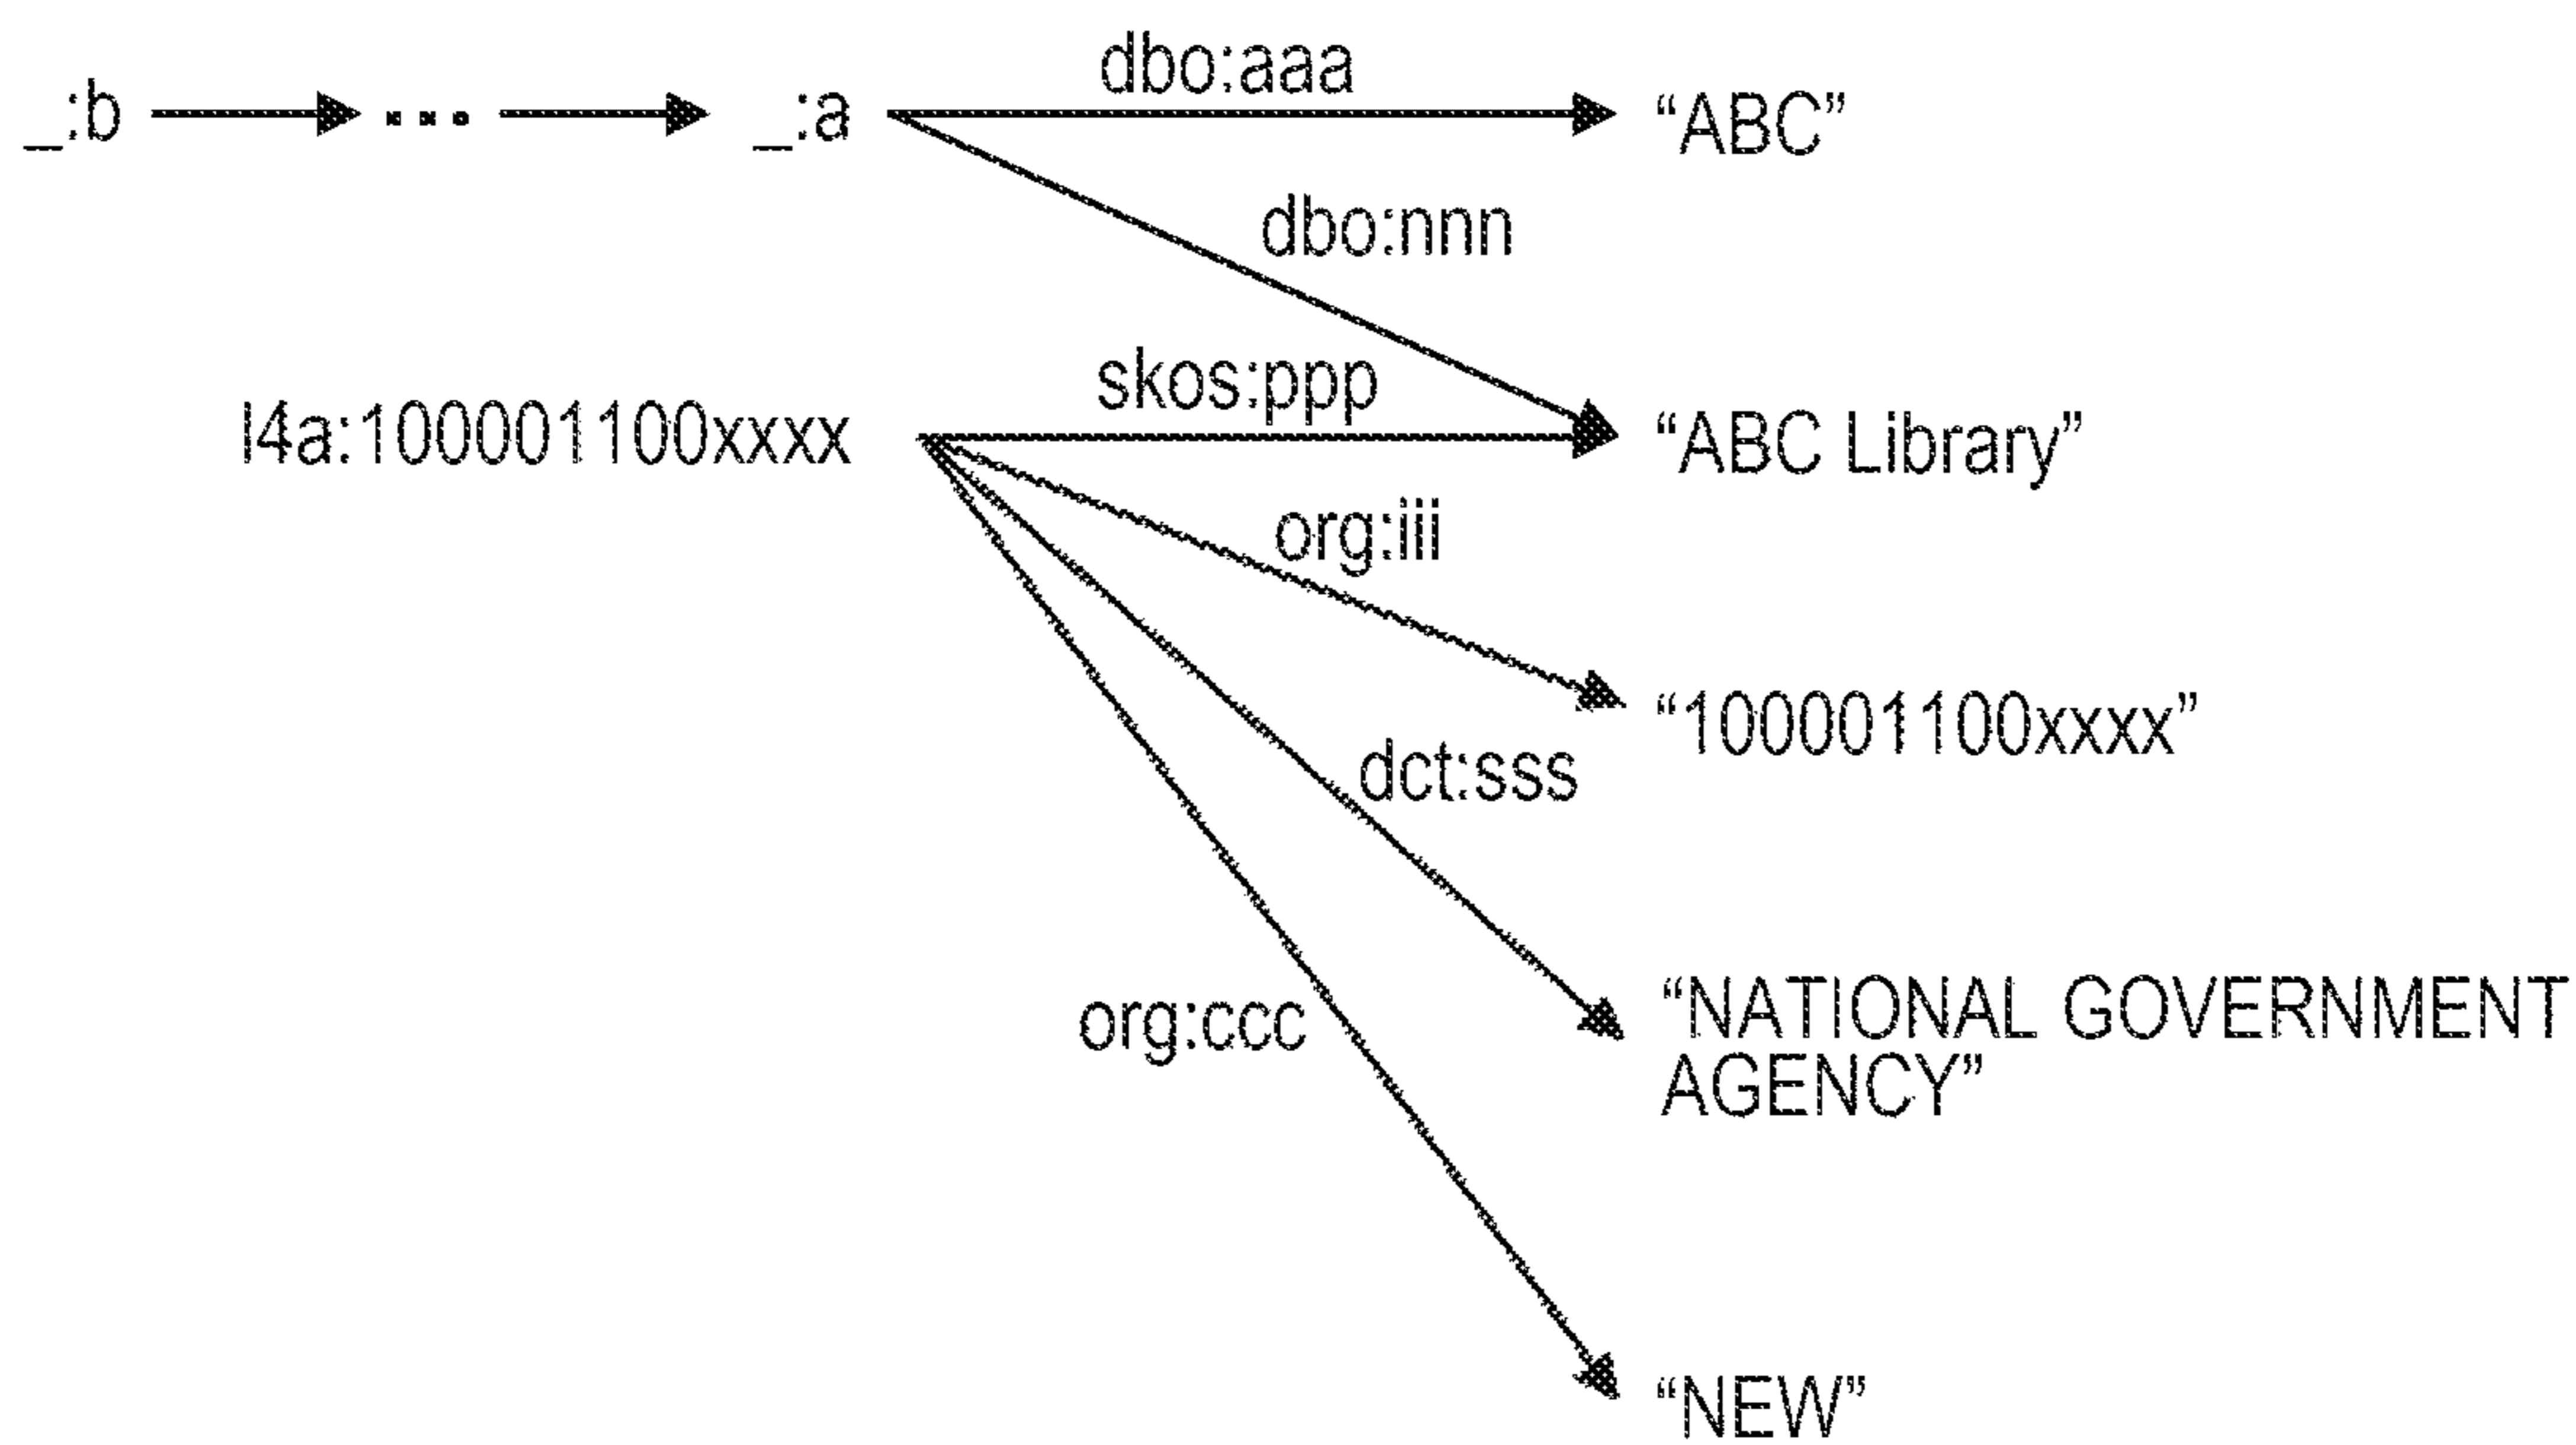 dbo:aaa
_:b ... _:a "ABC"
dbo:nnn
skos:ppp
l4a:100001100xxxx “ABC Library”
org:iii
“100001100xxxx”
dct:sss
“NATIONAL GOVERNMENT
AGENCY”
org:ccc
“NEW”